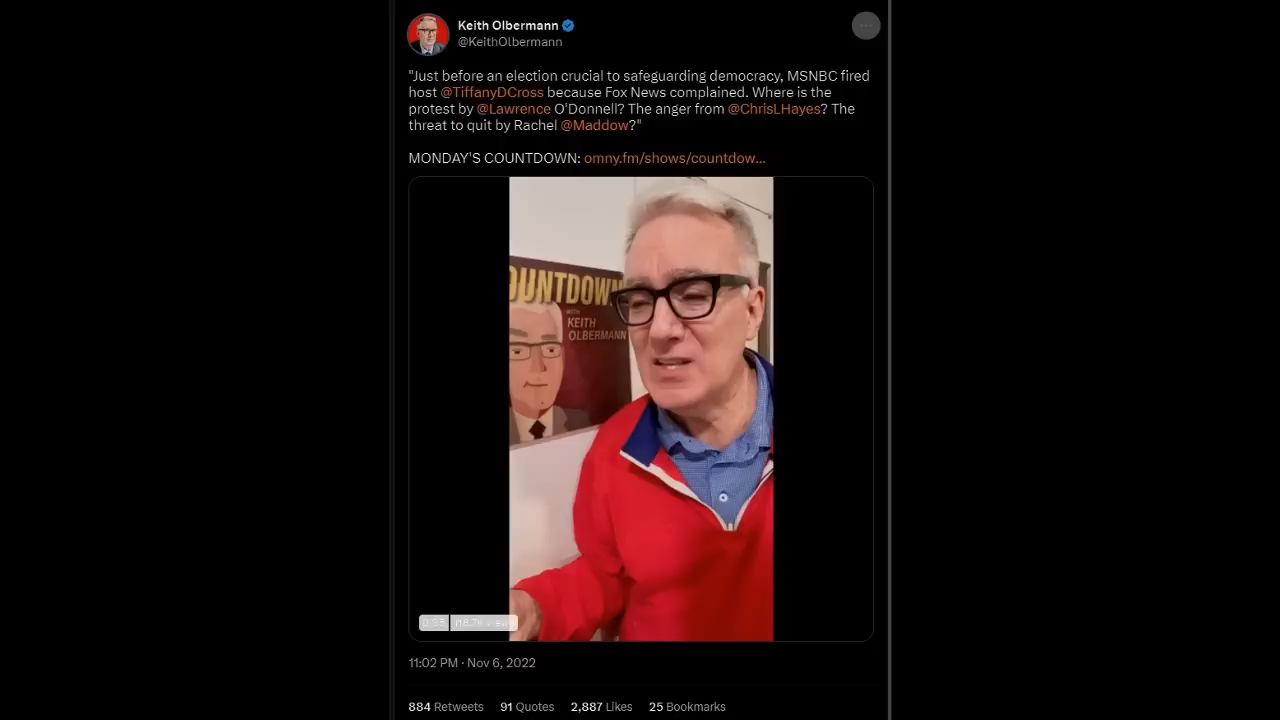 Keith Olbermann
@KeithOlbermann
"Just before an election crucial to safeguarding democracy, MSNBC fired
host @TiffanyDCross because Fox News complained. Where is the
protest by @Lawrence O'Donnell? The anger from @ChrisLHayes? The
threat to quit by Rachel @Maddow?"
MONDAY'S COUNTDOWN: omny.fm/shows/countdow...
OUNTDOWN
WITH
KEITH
OLBERMANN
11:02 PM · Nov 6, 2022
884 Retweets 91 Quotes 2,887 Likes 25 Bookmarks